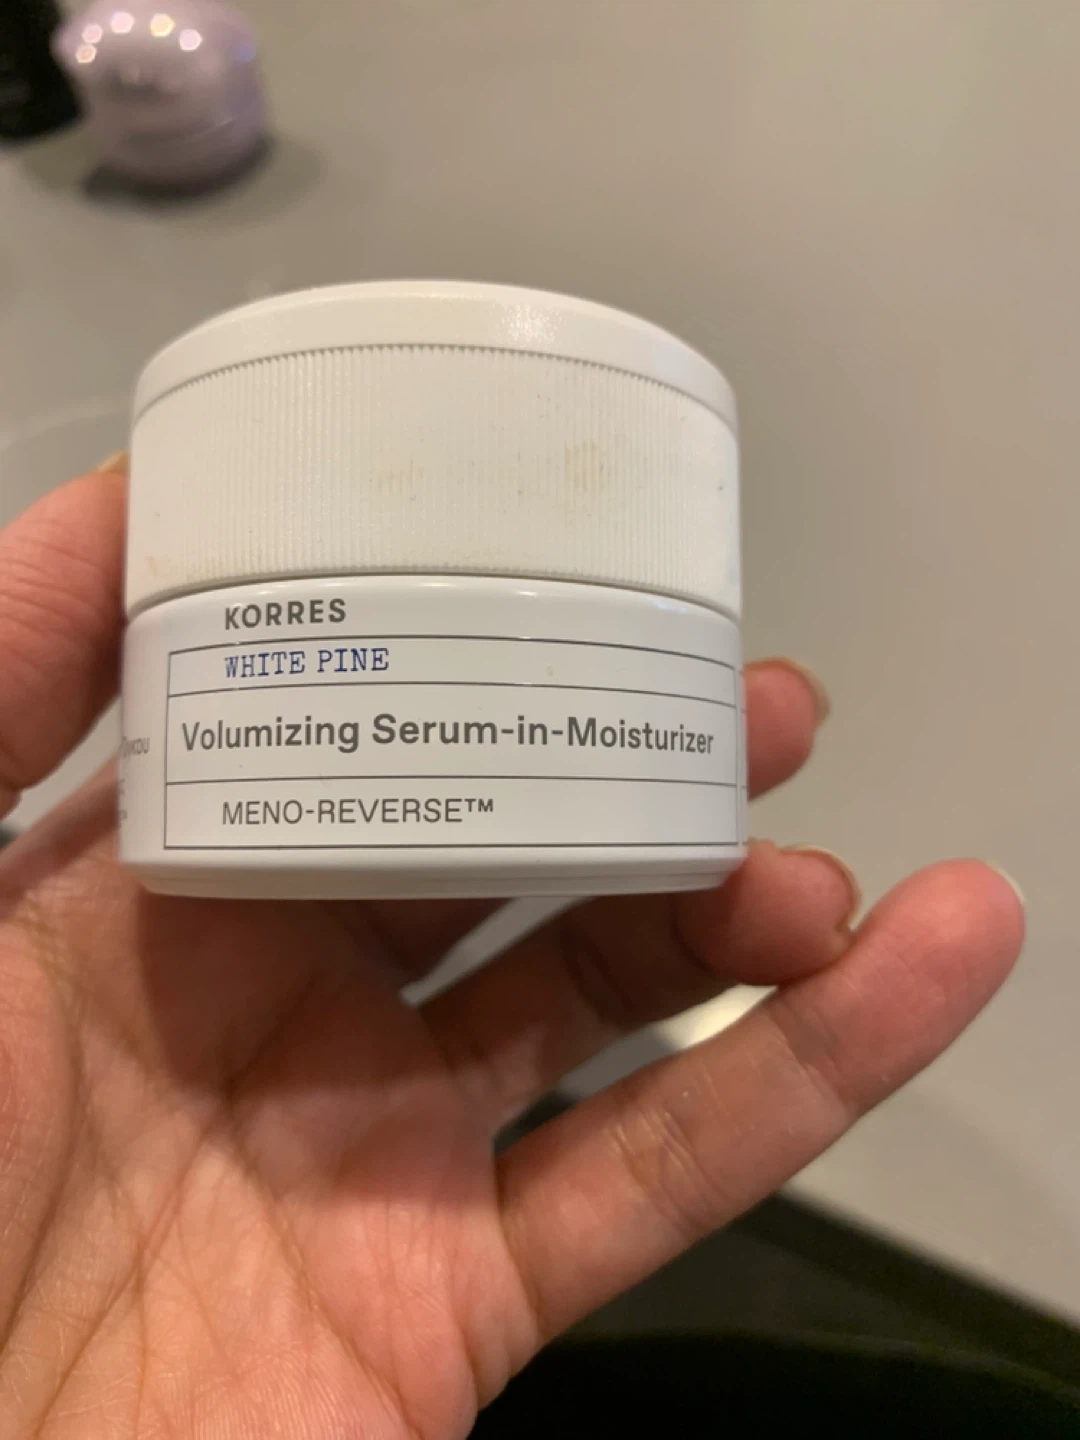 KORRES
WHITE PINE
Volumizing Serum-in-Moisturizer
MENO-REVERSE™